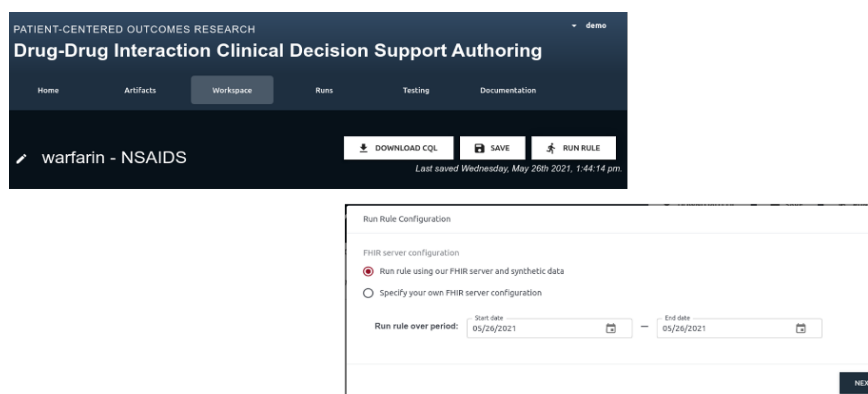 PATIENT-CENTERED OUTCOMES RESEARCH
demo
Drug-Drug Interaction Clinical Decision Support Authoring
Home Artifacts Workspace Runs Testing Documentation
warfarin - NSAIDS
DOWNLOAD CQL SAVE RUN RULE
Last saved Wednesday, May 26th 2021, 1:44:14 pm.
Run Rule Configuration
FHIR server configuration
Run rule using our FHIR server and synthetic data
Specify your own FHIR server configuration
Start date End date
Run rule over period: 05/26/2021 — 05/26/2021